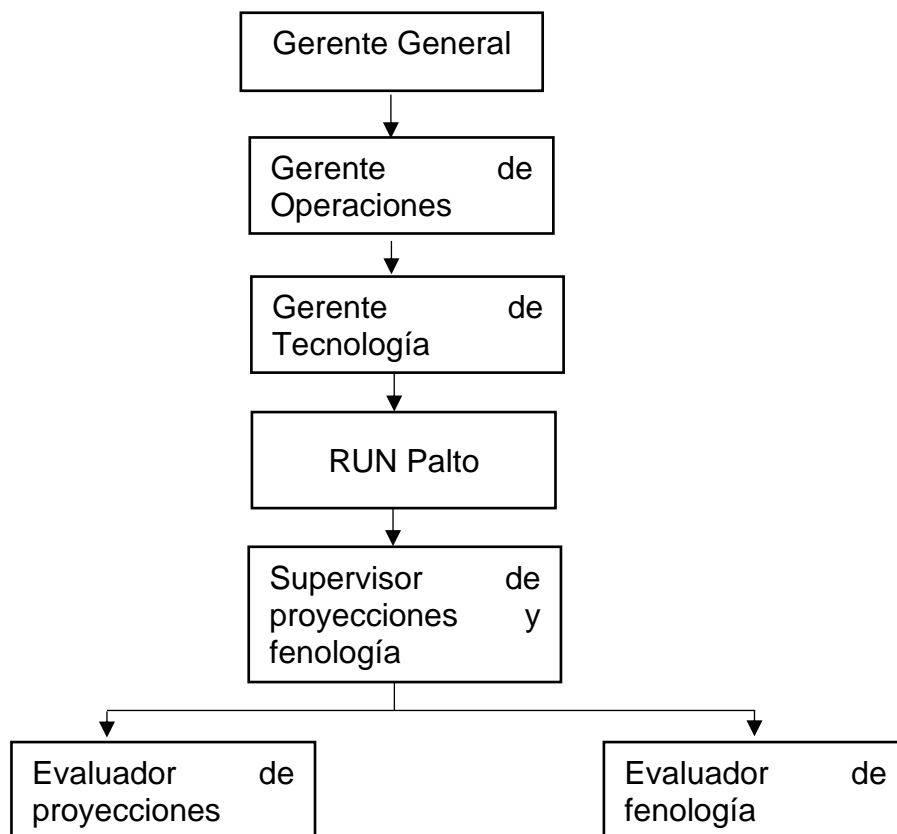 Gerente General
Gerente de
Operaciones
Gerente de
Tecnología
RUN Palto
Supervisor de
proyecciones y
fenología
Evaluador de
proyecciones
Evaluador de
fenología